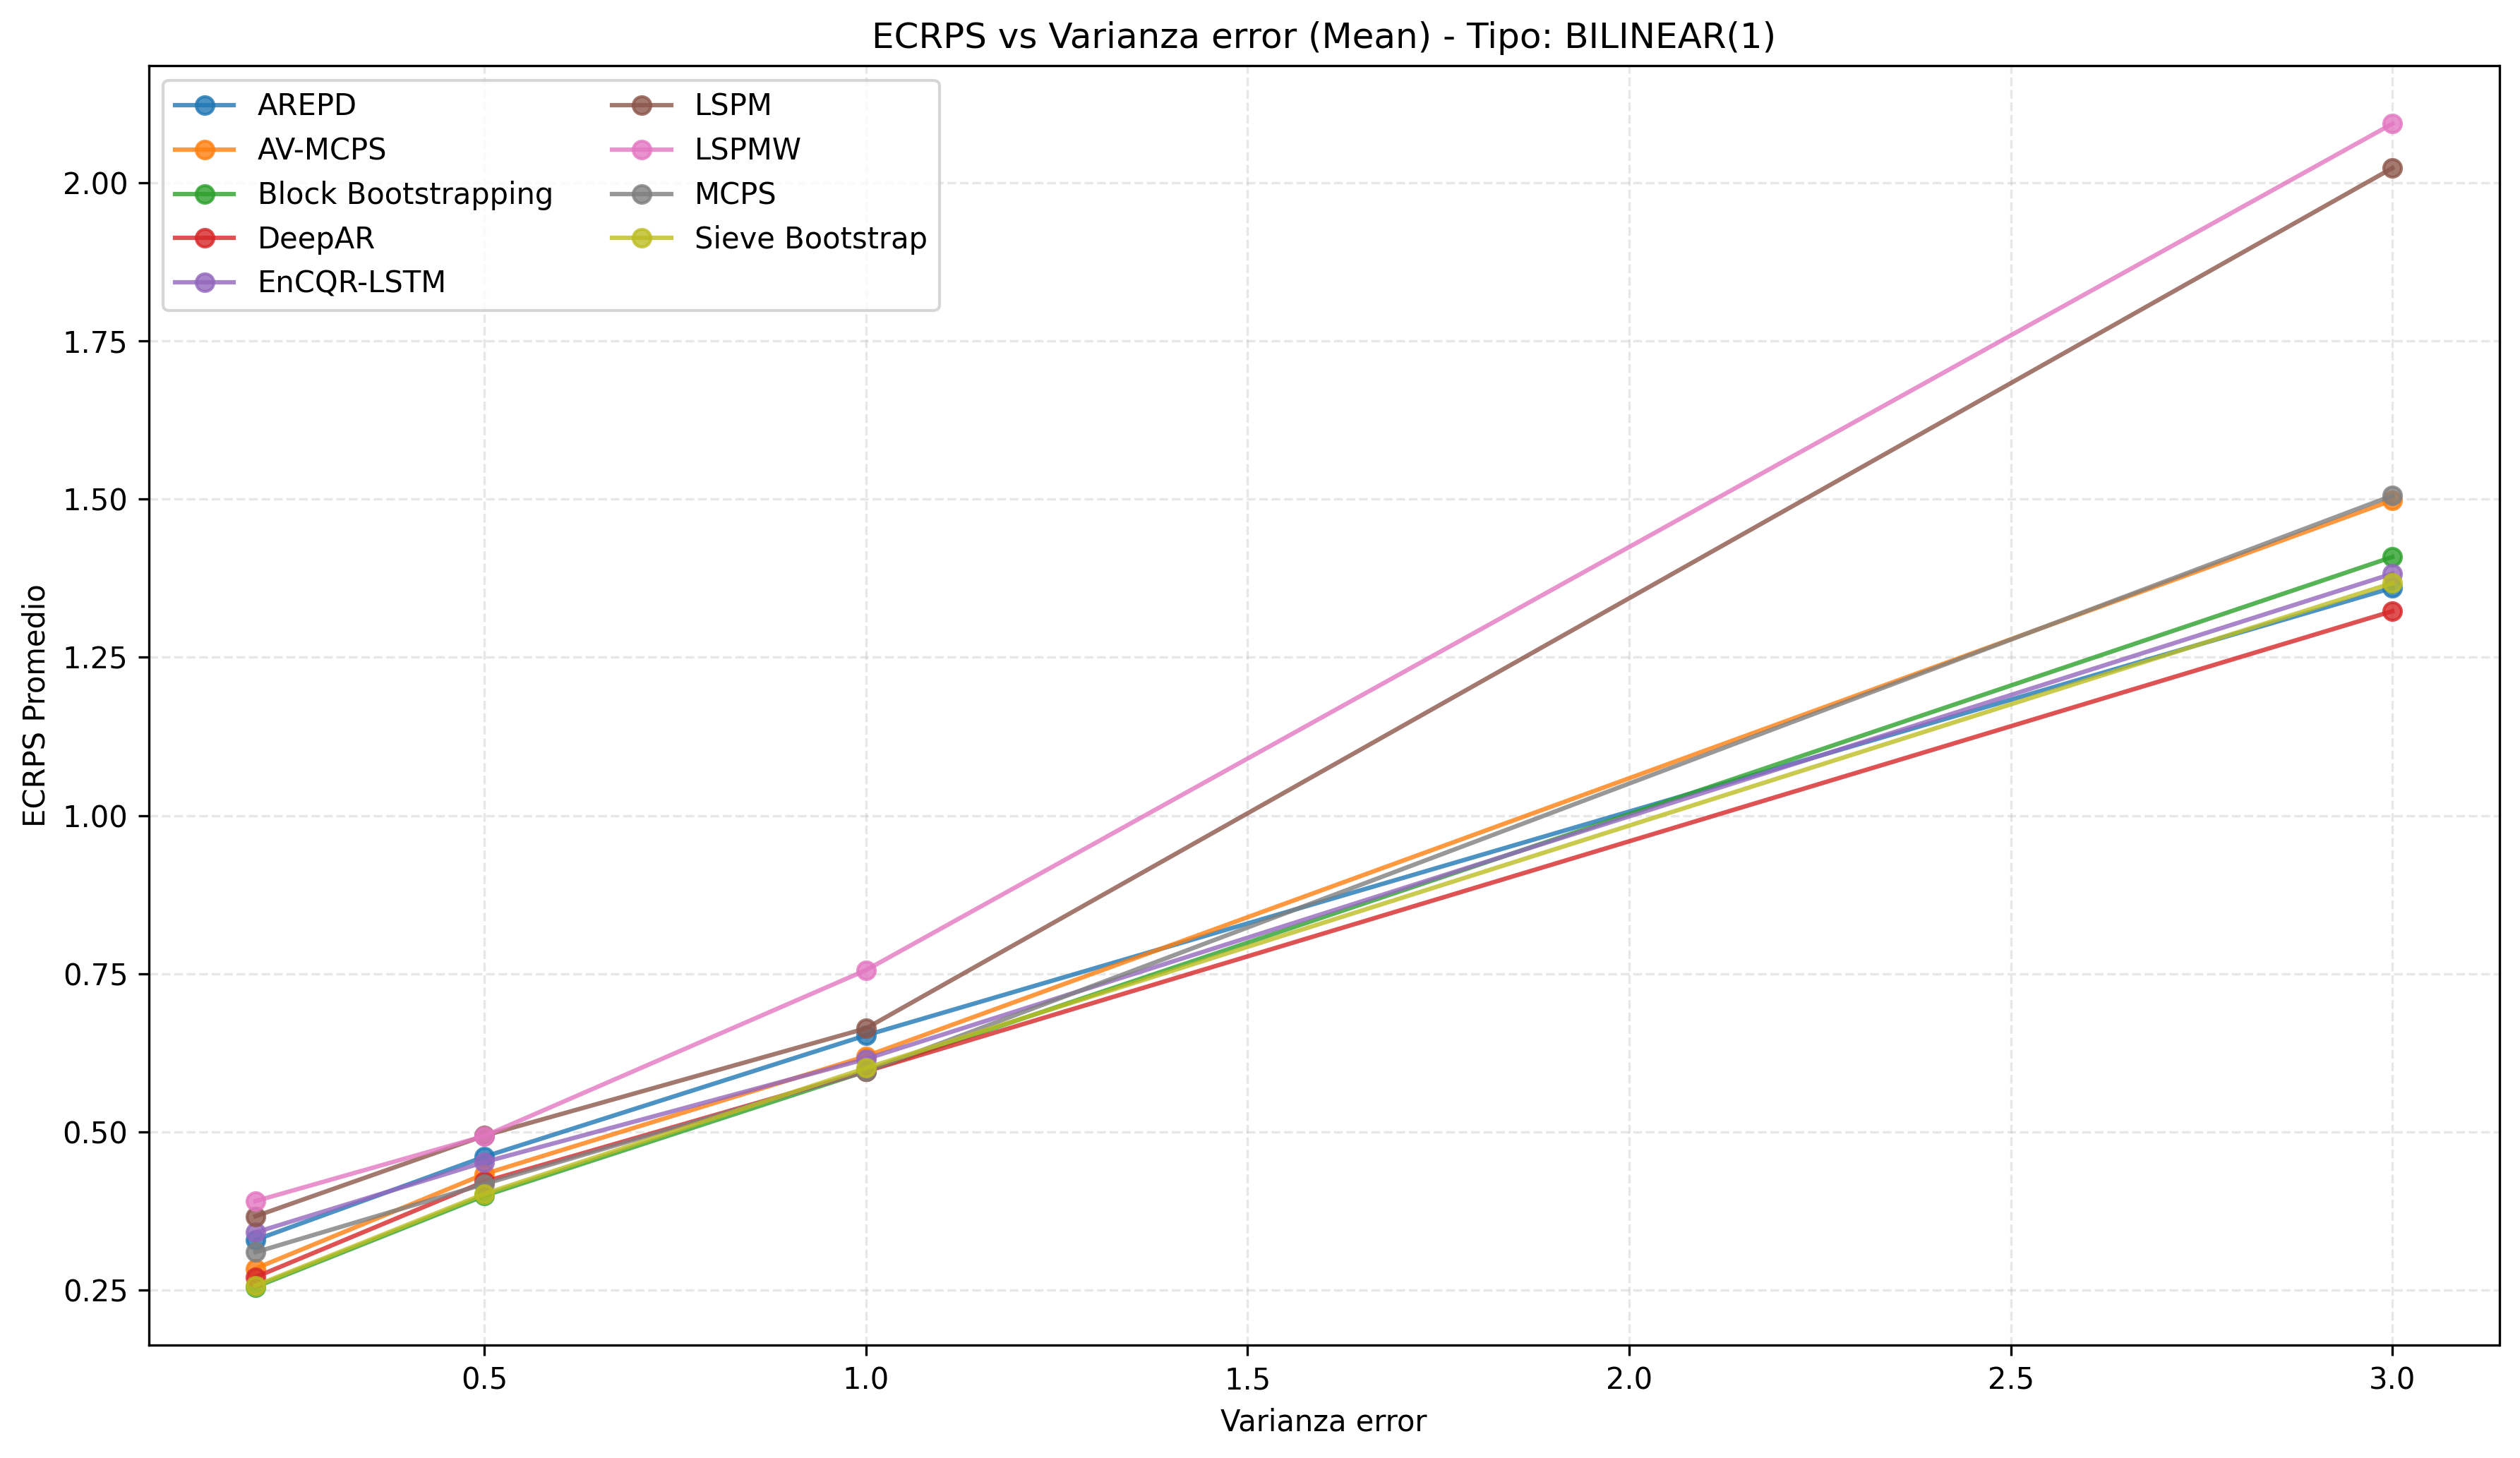 ECRPS vs Varianza error (Mean) - Tipo: BILINEAR(1)
AREPD
AV-MCPS
Block Bootstrapping
DeepAR
EnCQR-LSTM
LSPM
LSPMW
MCPS
Sieve Bootstrap
ECRPS Promedio
2.00
1.75
1.50
1.25
1.00
0.75
0.50
0.25
0.5 1.0 1.5 2.0 2.5 3.0
Varianza error